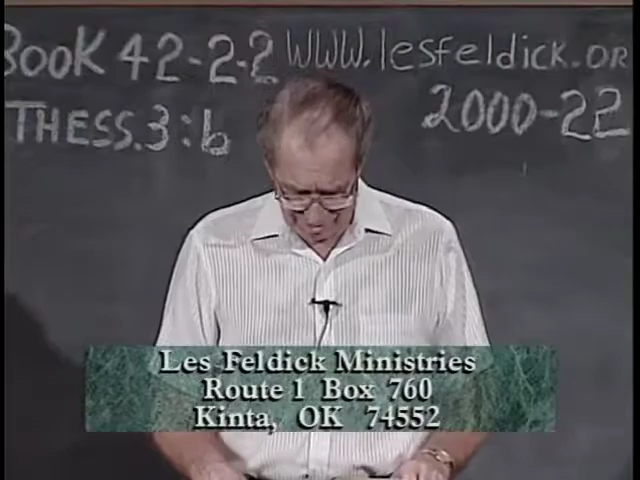 Book 42-2-2 WWW.lesfeldick.or
THESS.3:6 2000-22
Les Feldick Ministries
Route 1 Box 760
Kinta, OK 74552